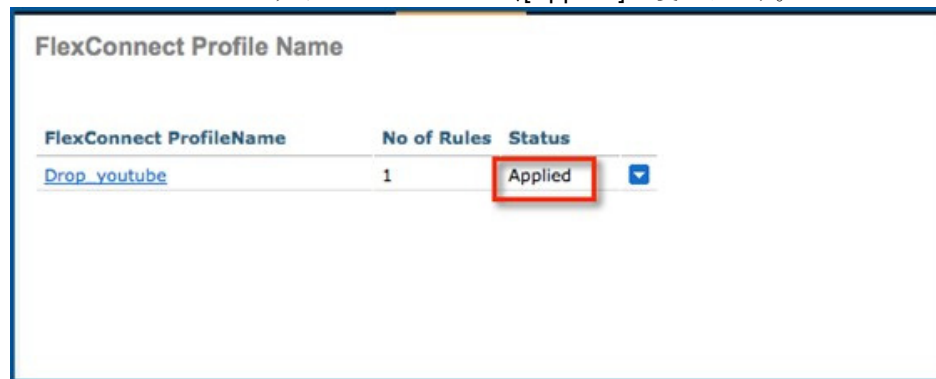 FlexConnect Profile Name
FlexConnect ProfileName No of Rules Status
Drop_youtube 1 Applied